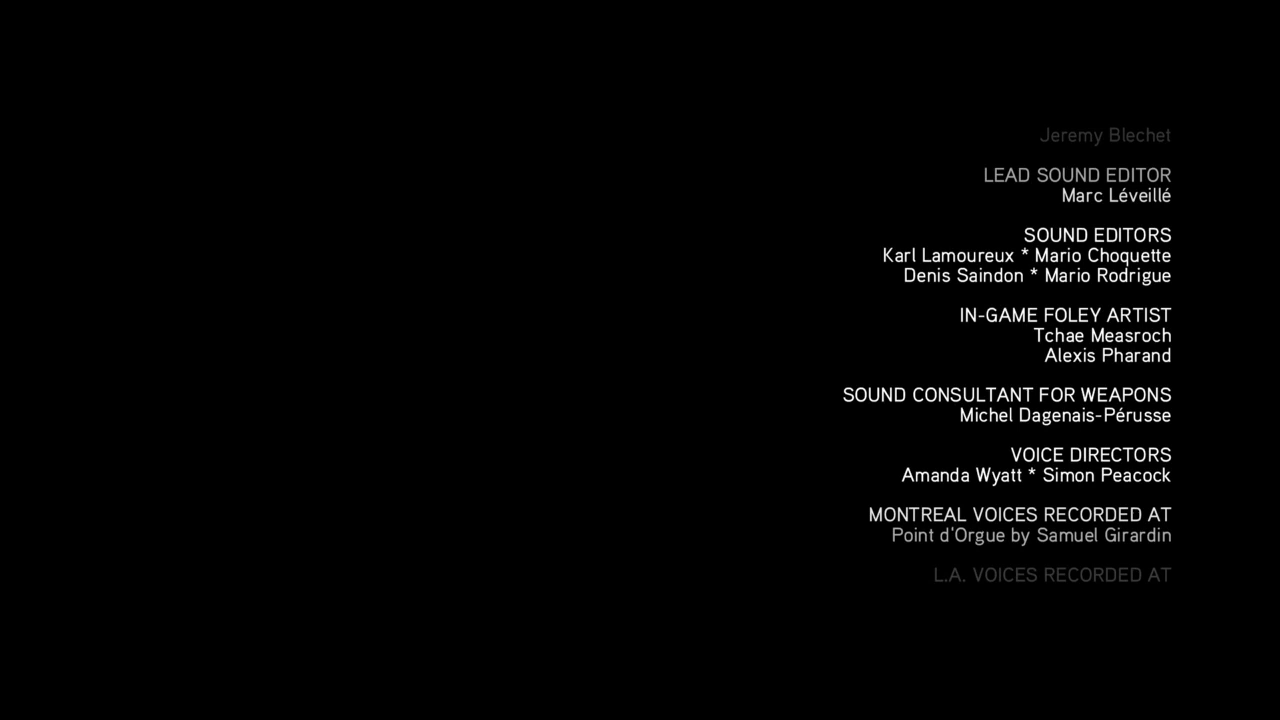 Jeremy Blechet
LEAD SOUND EDITOR
Marc Léveillé
SOUND EDITORS
Karl Lamoureux * Mario Choquette
Denis Saindon * Mario Rodrigue
IN-GAME FOLEY ARTIST
Tchae Measroch
Alexis Pharand
SOUND CONSULTANT FOR WEAPONS
Michel Dagenais-Pérusse
VOICE DIRECTORS
Amanda Wyatt * Simon Peacock
MONTREAL VOICES RECORDED AT
Point d'Orgue by Samuel Girardin
L.A. VOICES RECORDED AT